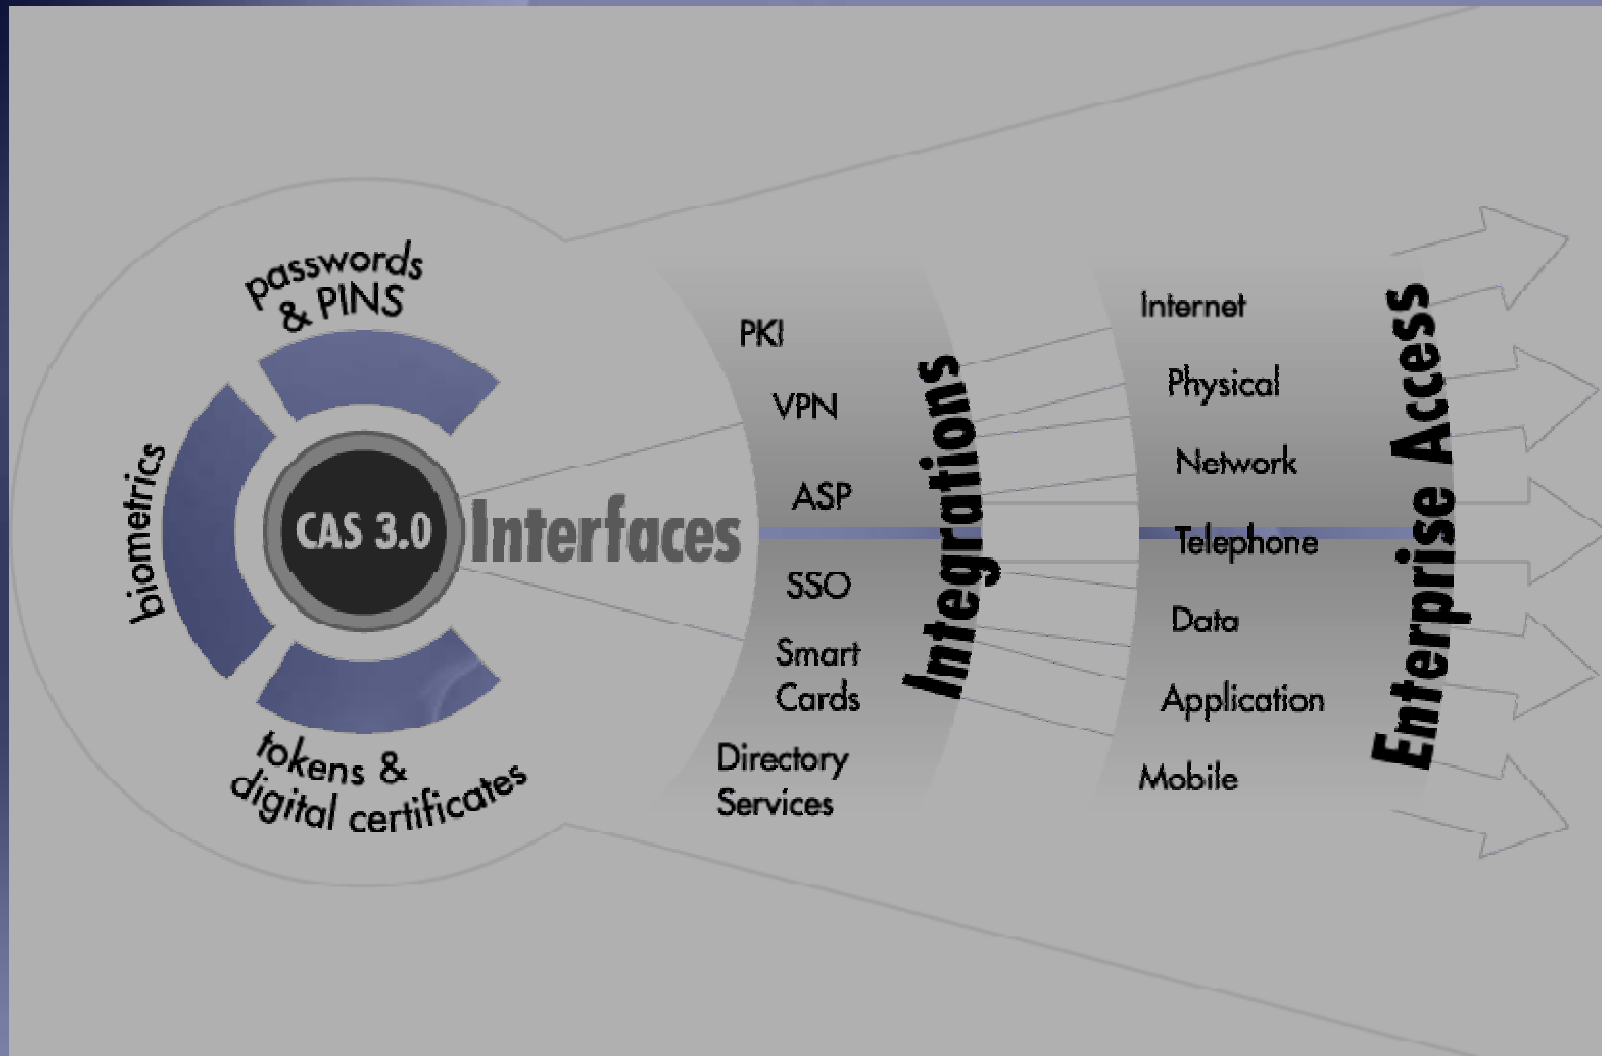 passwords
& PINS
biometrics
CAS 3.0
tokens &
digital certificates
Interfaces
PKI
VPN
ASP
SSO
Smart
Cards
Directory
Services
Integrations
Internet
Physical
Network
Telephone
Data
Application
Mobile
Enterprise Access